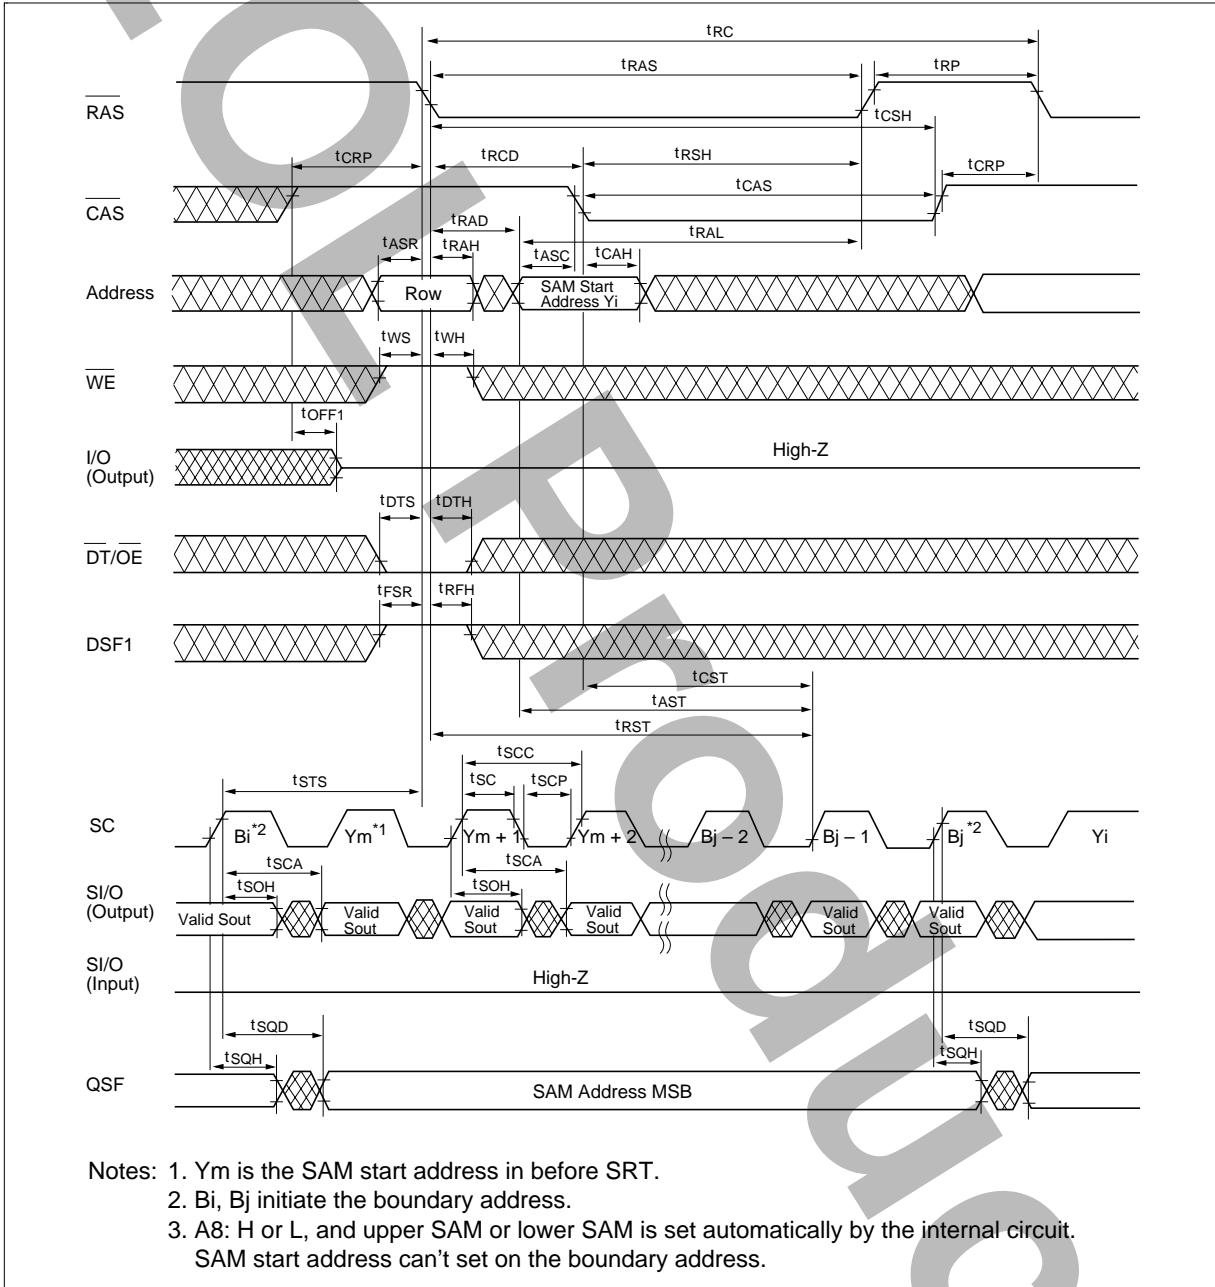 tRC
tRAS
tRP
RAS
tCSH
tCRP
tRCD
tRSH
tCRP
CAS
tCAS
tRAD
tRAL
tASR
tRAH
tASC
tCAH
Address
Row
SAM Start
Address Yi
tWS
tWH
WE
tOFF1
I/O
(Output)
High-Z
tDTS
tDTH
DT/OE
tFSR
tRFH
DSF1
tCST
tAST
tRST
tSCC
tSTS
tSC
tSCP
SC
Bi*2
Ym*1
Ym + 1
Ym + 2
Bj – 2
Bj – 1
Bj*2
Yi
tSCA
tSCA
tSOH
tSOH
SI/O
(Output)
Valid Sout
Valid
Sout
Valid
Sout
Valid
Sout
Valid
Sout
Valid
Sout
SI/O
(Input)
High-Z
tSQD
tSQD
tSQH
tSQH
QSF
SAM Address MSB
Notes: 1. Ym is the SAM start address in before SRT.
2. Bi, Bj initiate the boundary address.
3. A8: H or L, and upper SAM or lower SAM is set automatically by the internal circuit.
SAM start address can't set on the boundary address.
OL Produc